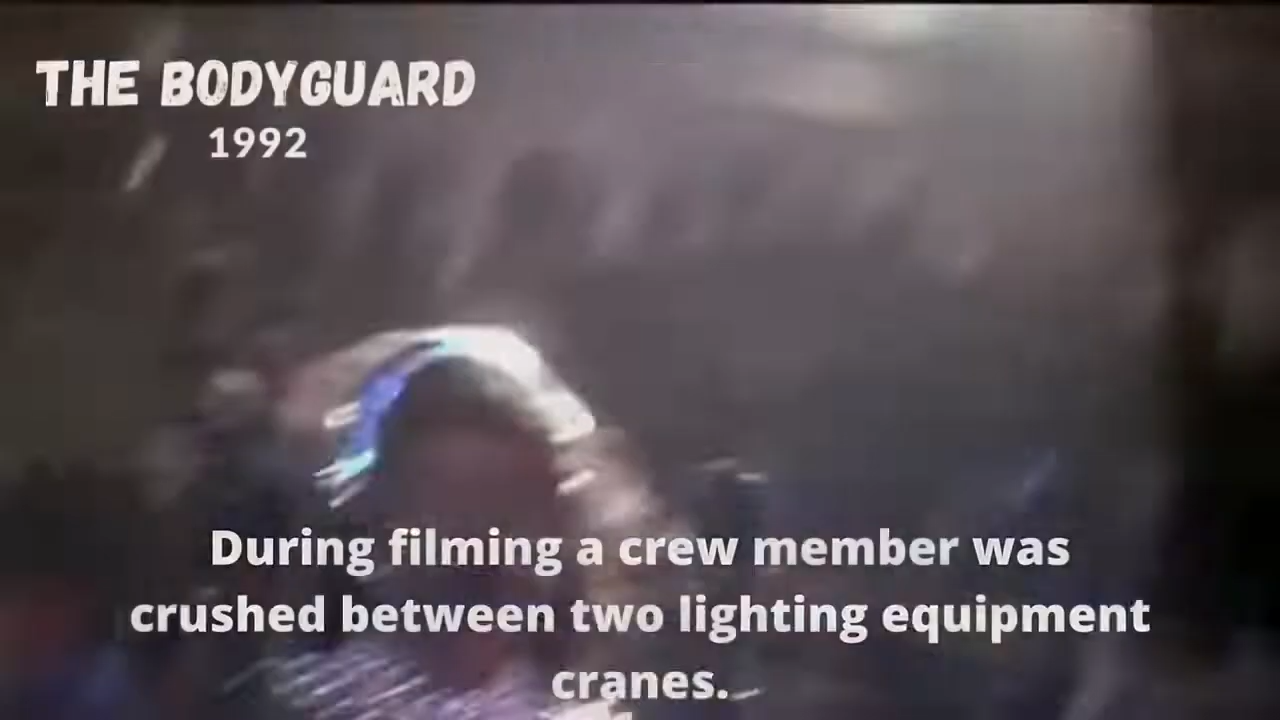 THE BODYGUARD
1992
During filming a crew member was
crushed between two lighting equipment
cranes.